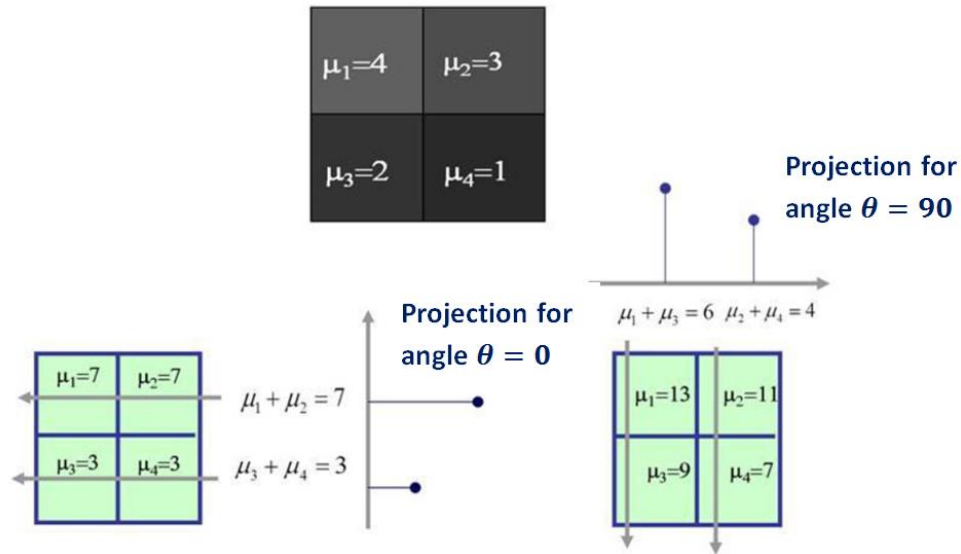 μ₁=4 μ₂=3
μ₃=2 μ₄=1
Projection for
angle θ = 90
μ₁ + μ₃ = 6 μ₂ + μ₄ = 4
Projection for
angle θ = 0
μ₁=7 μ₂=7
μ₁ + μ₂ = 7
μ₃=3 μ₄=3
μ₃ + μ₄ = 3
μ₁=13 μ₂=11
μ₃=9 μ₄=7